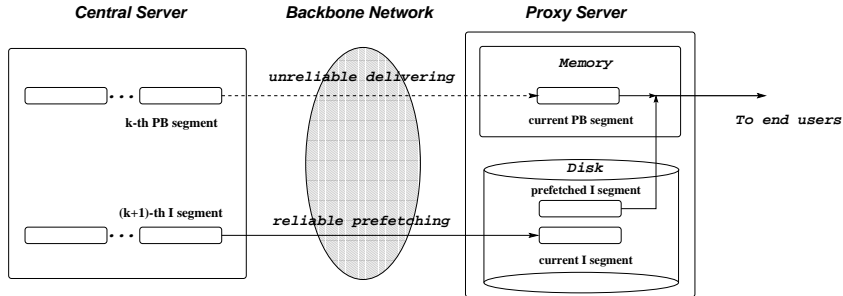 Central Server
Backbone Network
Proxy Server
Memory
unreliable delivering
...
k-th PB segment
current PB segment
To end users
Disk
prefetched I segment
(k+1)-th I segment
reliable prefetching
...
current I segment